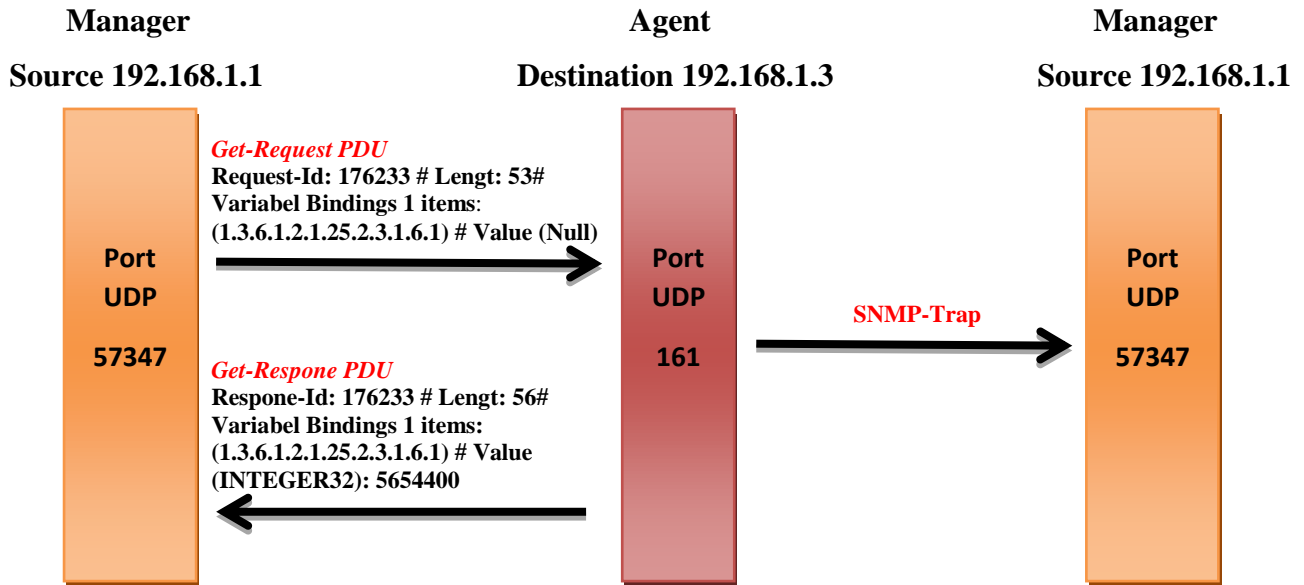 Manager
Source 192.168.1.1
Agent
Destination 192.168.1.3
Manager
Source 192.168.1.1
Port
UDP
57347
Get-Request PDU
Request-Id: 176233 # Lengt: 53#
Variabel Bindings 1 items:
(1.3.6.1.2.1.25.2.3.1.6.1) # Value (Null)
Get-Respone PDU
Respone-Id: 176233 # Lengt: 56#
Variabel Bindings 1 items:
(1.3.6.1.2.1.25.2.3.1.6.1) # Value
(INTEGER32): 5654400
Port
UDP
161
SNMP-Trap
Port
UDP
57347